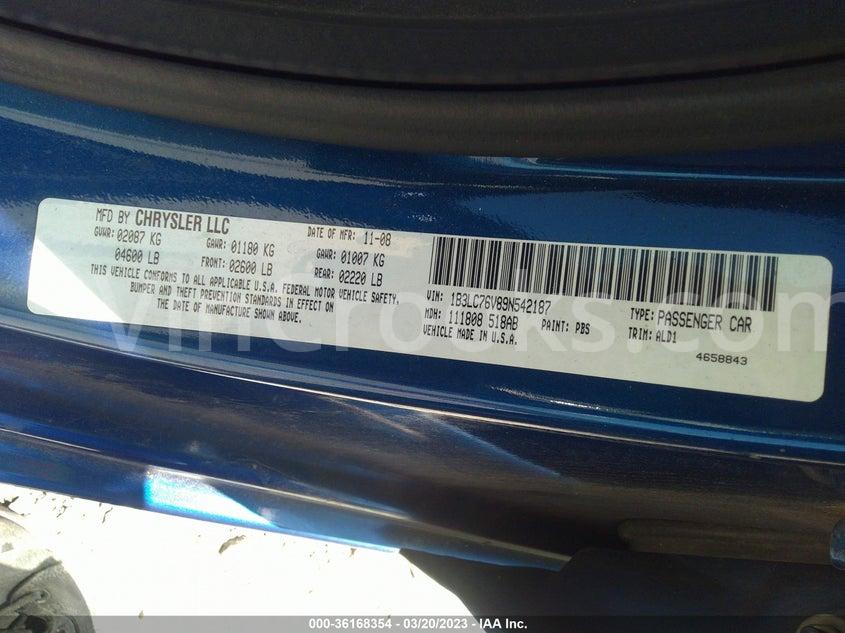 MFD BY CHRYSLER LLC
DATE OF MFR: 11-08
GVWR: 02087 KG
GAWR: 01180 KG
GAWR: 01007 KG
04600 LB
FRONT: 02600 LB
REAR: 02220 LB
THIS VEHICLE CONFORMS TO ALL APPLICABLE U.S.A. FEDERAL MOTOR VEHICLE SAFETY,
BUMPER AND THEFT PREVENTION STANDARDS IN EFFECT ON
THE DATE OF MANUFACTURE SHOWN ABOVE.
VIN: 1B3LC76V89N542187
TYPE: PASSENGER CAR
MDH: 111808 518AB
PAINT: PBS
TRIM: ALD1
VEHICLE MADE IN U.S.A.
4658843
vincrooks.com
000-36168354 — 03/20/2023 — IAA Inc.